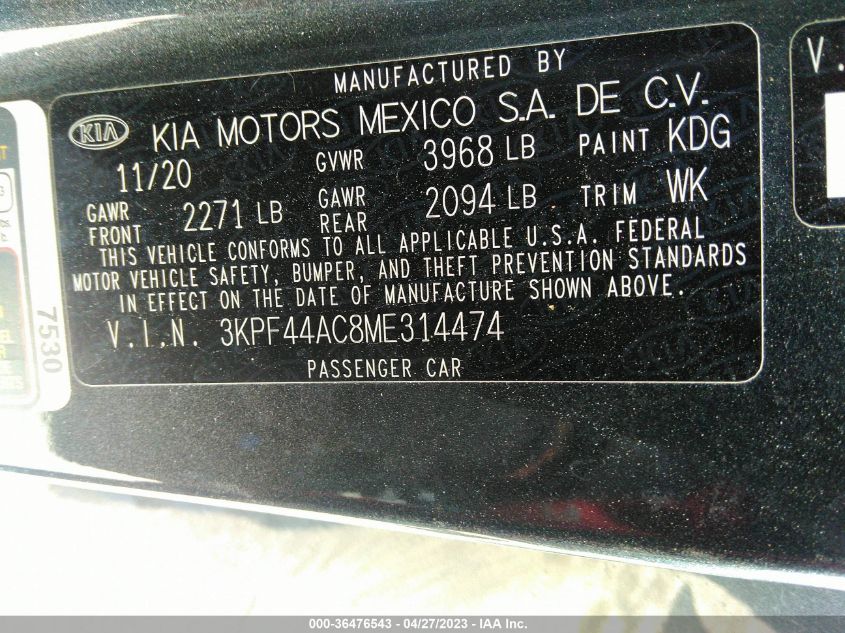 MANUFACTURED BY
KIA KIA MOTORS MEXICO S.A. DE C.V.
11/20 GVWR 3968 LB PAINT KDG
GAWR FRONT 2271 LB GAWR REAR 2094 LB TRIM WK
THIS VEHICLE CONFORMS TO ALL APPLICABLE U.S.A. FEDERAL
MOTOR VEHICLE SAFETY, BUMPER, AND THEFT PREVENTION STANDARDS
IN EFFECT ON THE DATE OF MANUFACTURE SHOWN ABOVE.
V.I.N. 3KPF44AC8ME314474
PASSENGER CAR
7530
V.
000-36476543 - 04/27/2023 - IAA Inc.